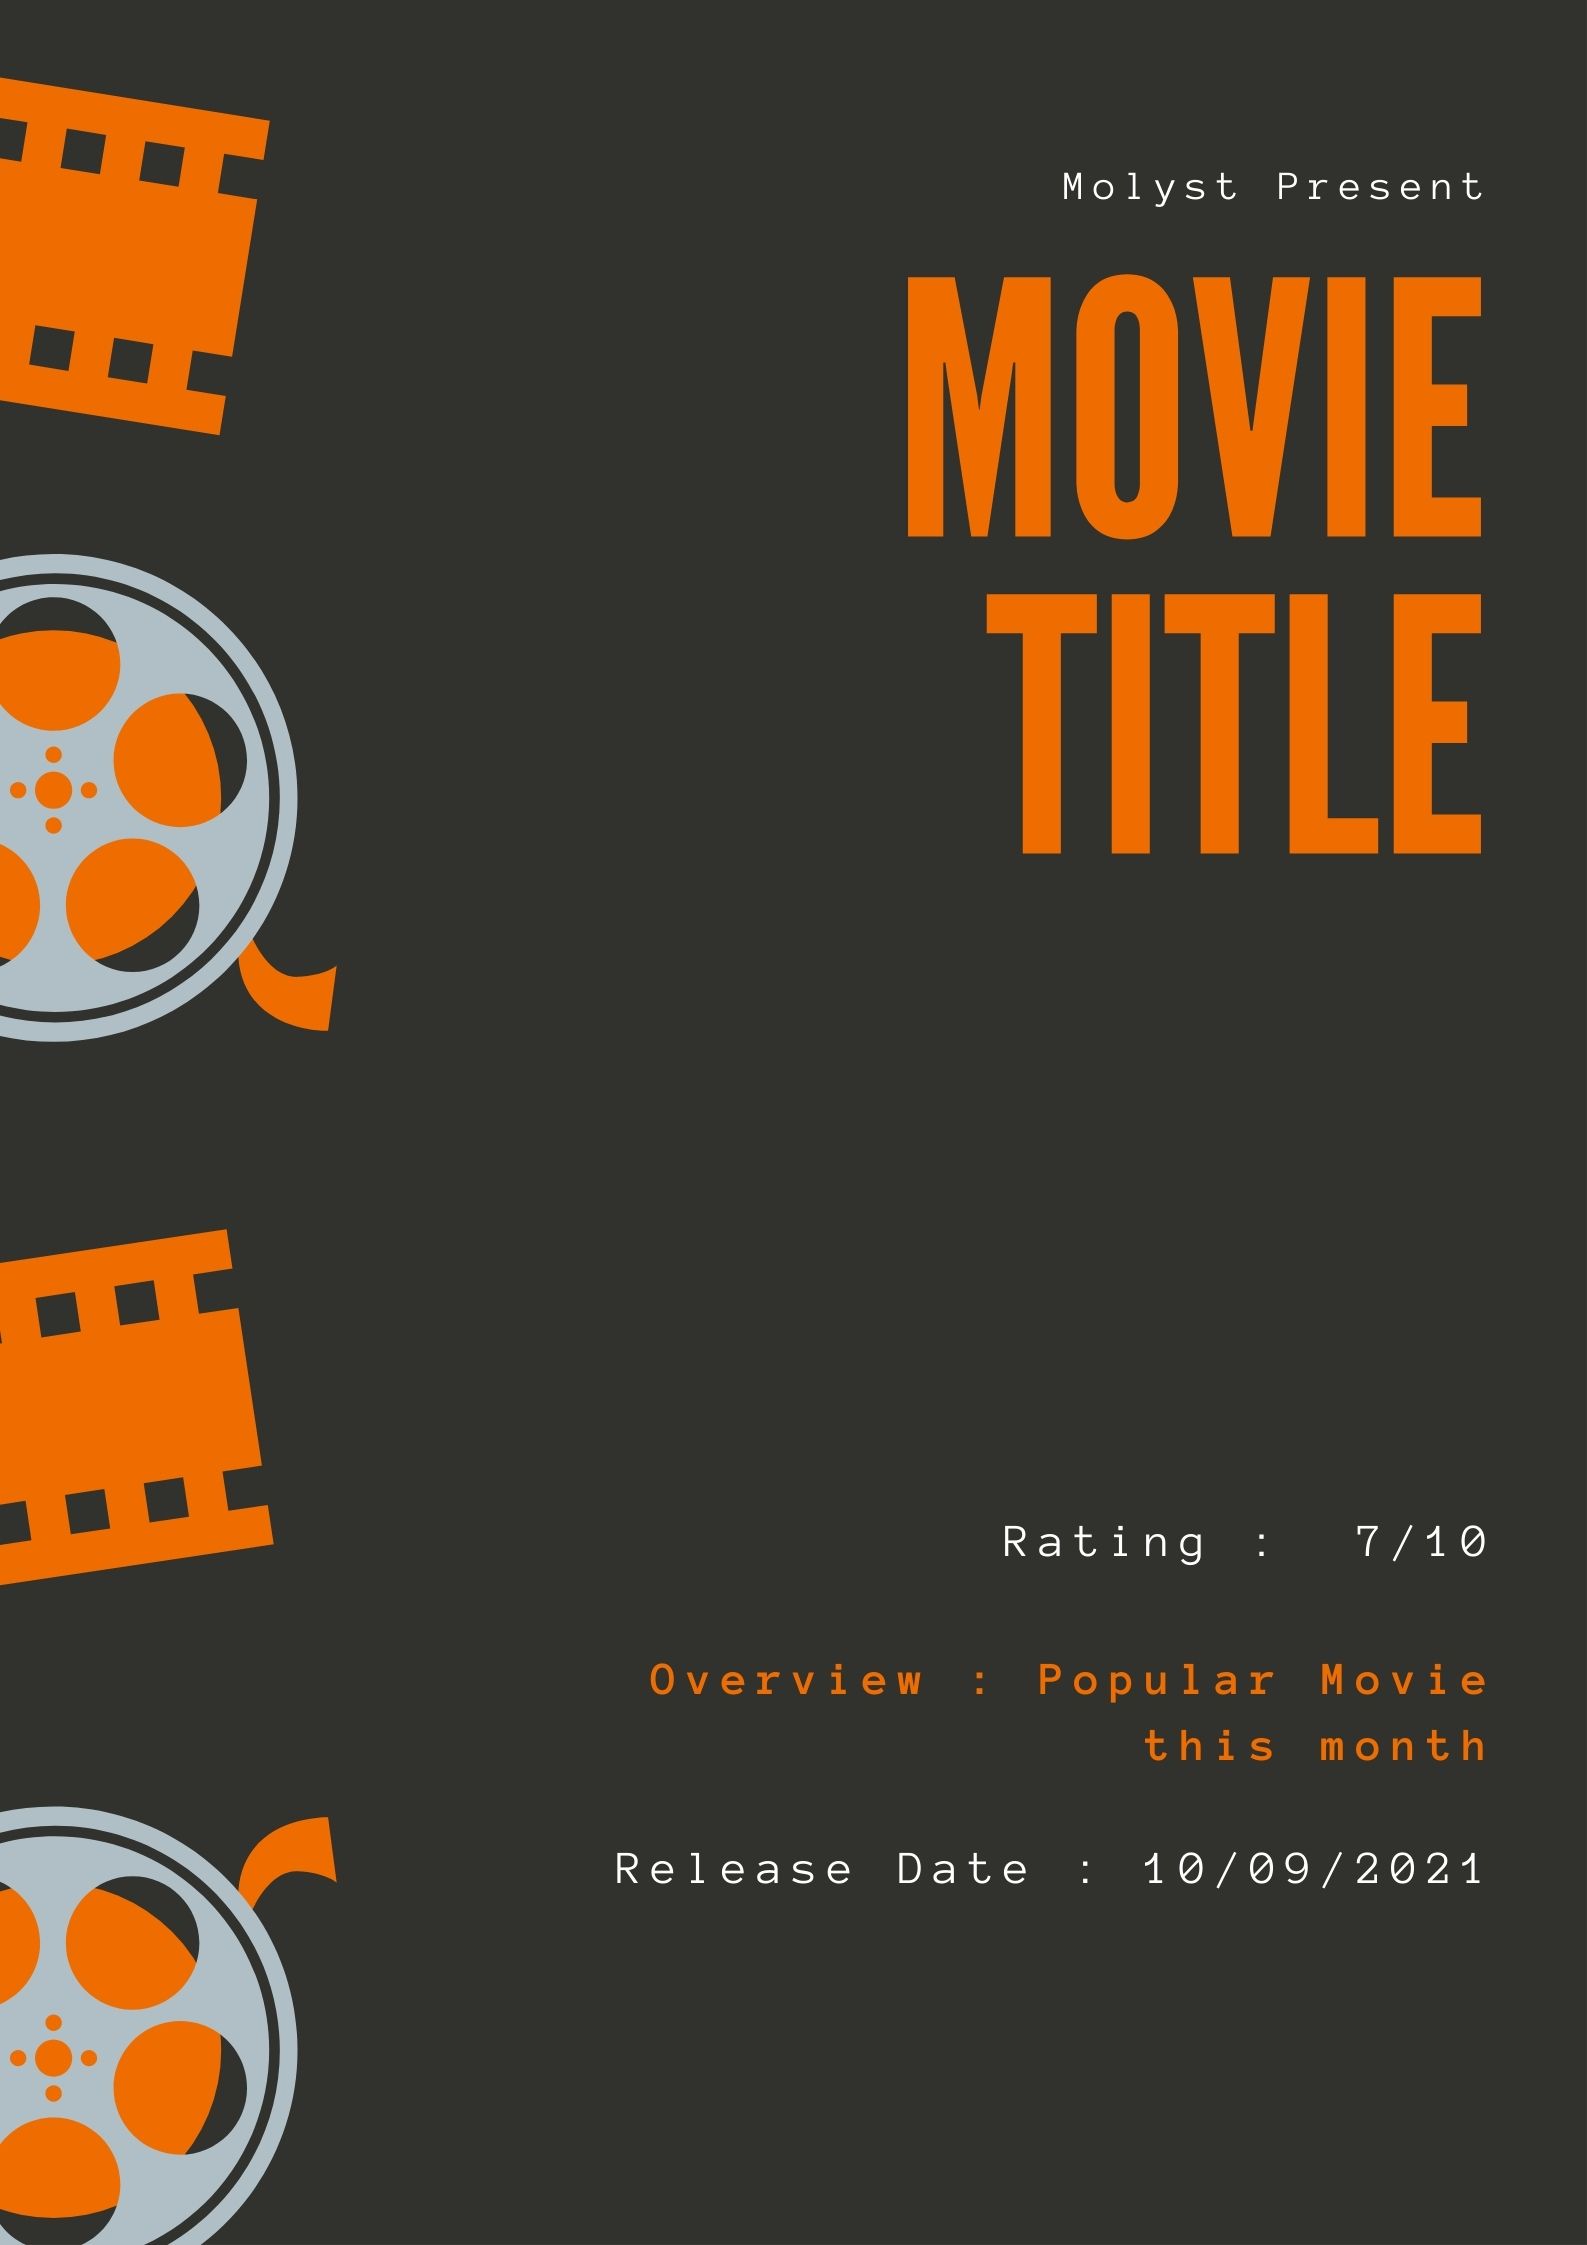 Molyst Present
MOVIE
TITLE
Rating :  7/10
Overview : Popular Movie
this month
Release Date : 10/09/2021